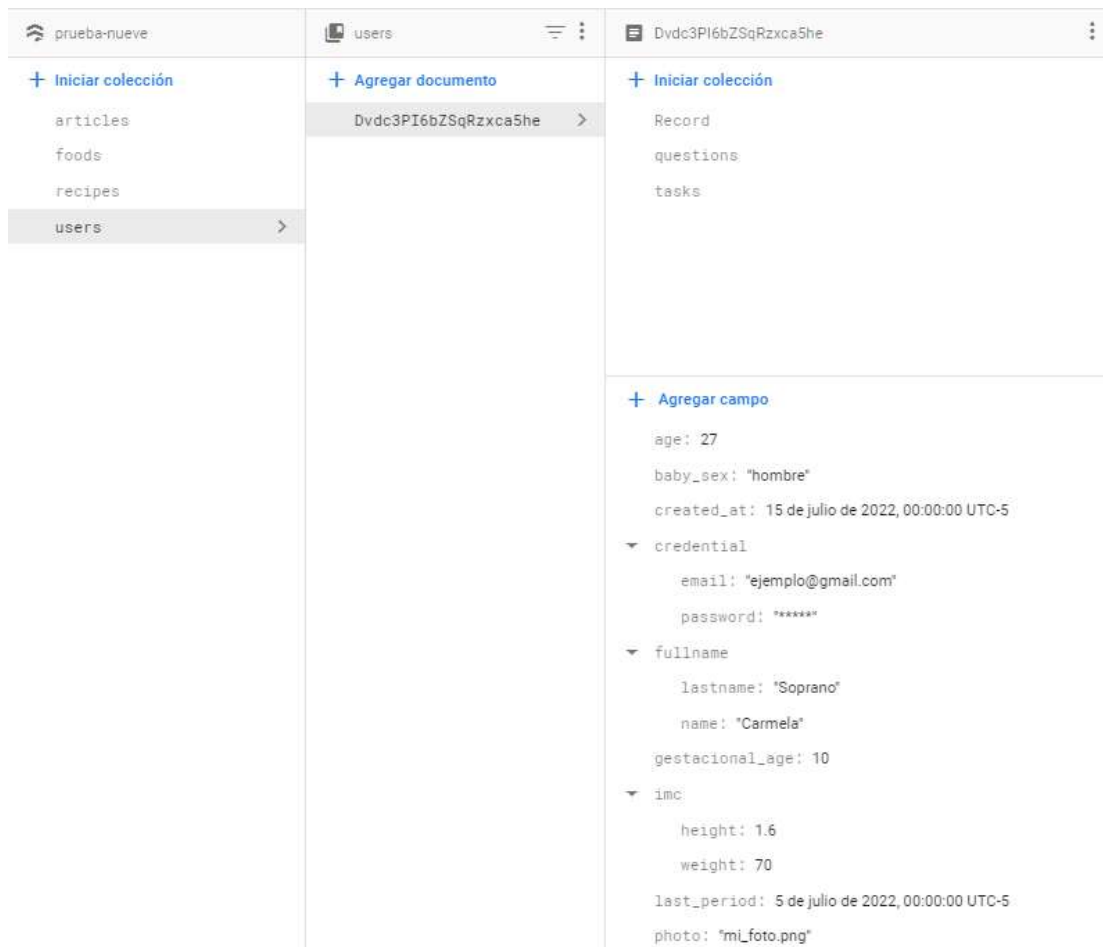 prueba-nueve
+ Iniciar colección
articles
foods
recipes
users
users
+ Agregar documento
Dvdc3PI6bZSqRzxca5he
Dvdc3PI6bZSqRzxca5he
+ Iniciar colección
Record
questions
tasks
+ Agregar campo
age: 27
baby_sex: "hombre"
created_at: 15 de julio de 2022, 00:00:00 UTC-5
credential
email: "ejemplo@gmail.com"
password: "*****"
fullname
lastname: "Soprano"
name: "Carmela"
gestacional_age: 10
imc
height: 1.6
weight: 70
last_period: 5 de julio de 2022, 00:00:00 UTC-5
photo: "mi_foto.png"